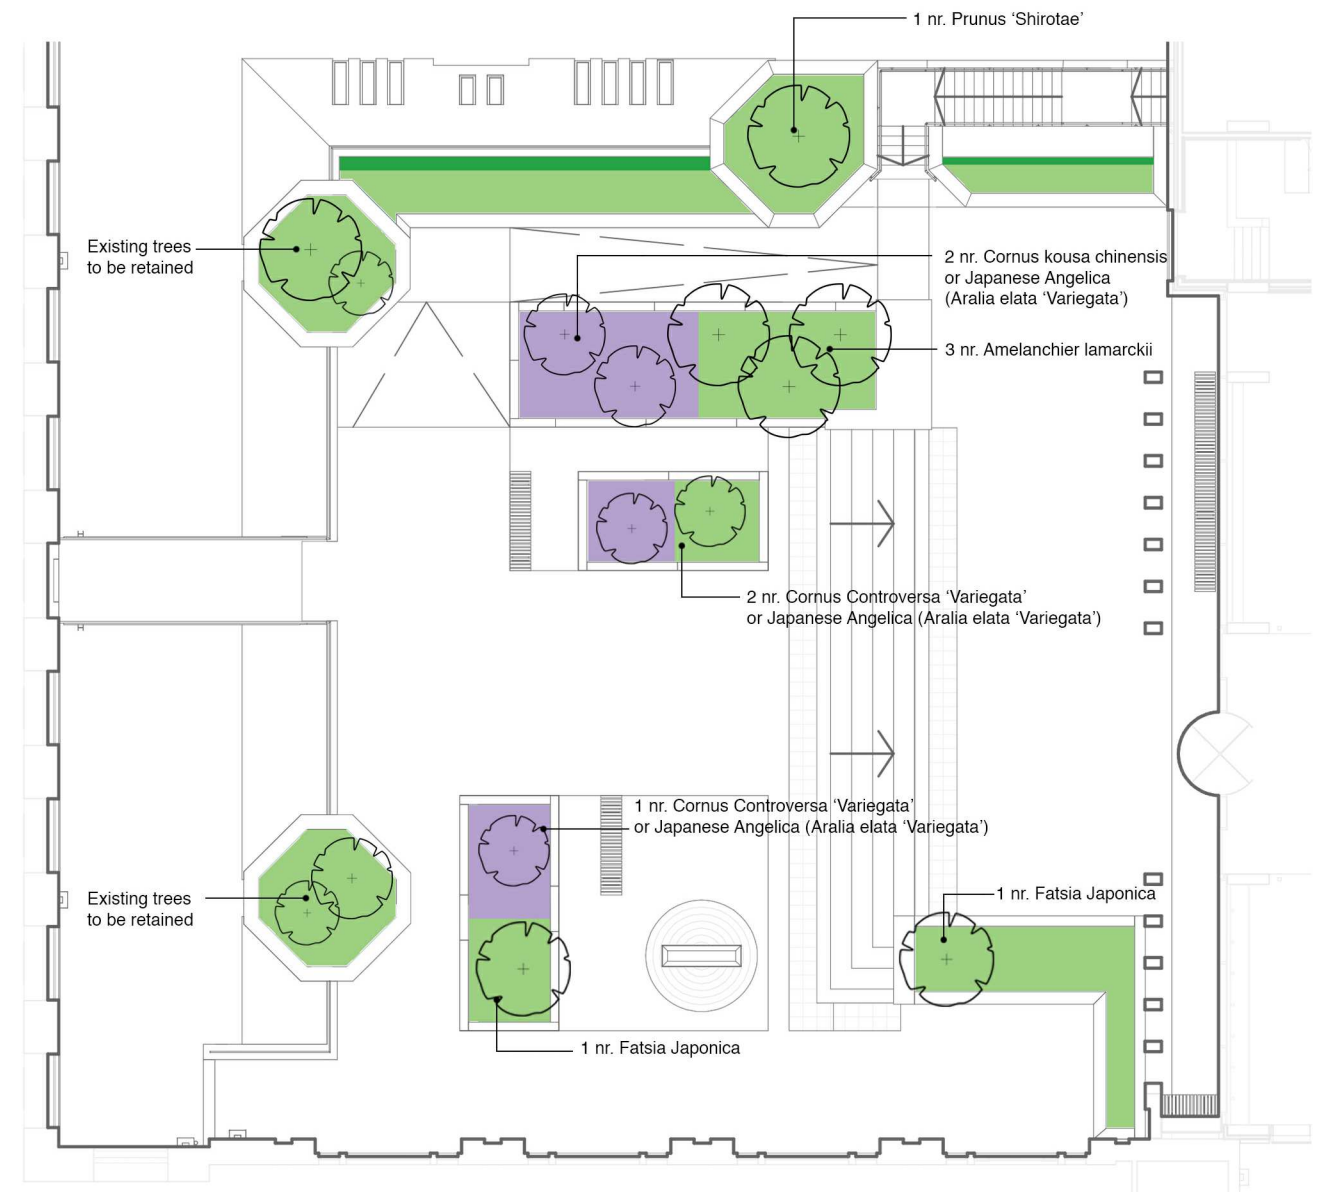 1 nr. Prunus ‘Shirotae’
Existing trees
to be retained
2 nr. Cornus kousa chinensis
or Japanese Angelica
(Aralia elata ‘Variegata’)
3 nr. Amelanchier lamarckii
2 nr. Cornus Controversa ‘Variegata’
or Japanese Angelica (Aralia elata ‘Variegata’)
1 nr. Cornus Controversa ‘Variegata’
or Japanese Angelica (Aralia elata ‘Variegata’)
Existing trees
to be retained
1 nr. Fatsia Japonica
1 nr. Fatsia Japonica